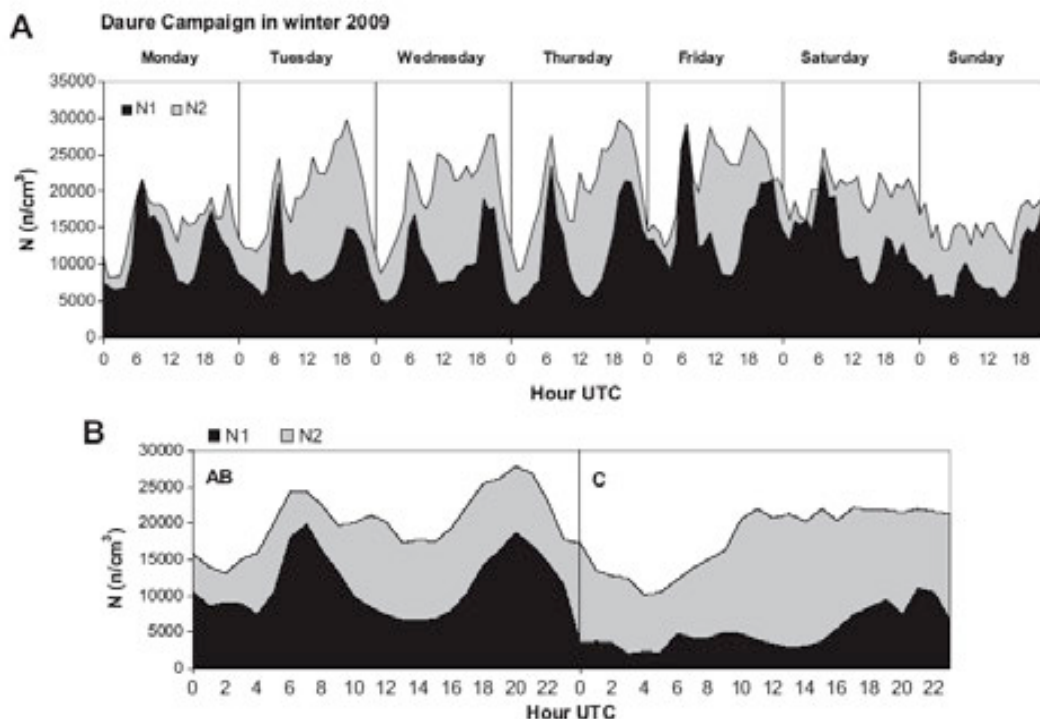 A
Daure Campaign in winter 2009
Monday Tuesday Wednesday Thursday Friday Saturday Sunday
35000
30000
25000
20000
15000
10000
5000
0
N (n/cm³)
N1 N2
0 6 12 18 0 6 12 18 0 6 12 18 0 6 12 18 0 6 12 18 0 6 12 18 0 6 12 18
Hour UTC
B
N1 N2
30000
25000
20000
15000
10000
5000
0
N (n/cm³)
AB C
0 2 4 6 8 10 12 14 16 18 20 22 0 2 4 6 8 10 12 14 16 18 20 22
Hour UTC